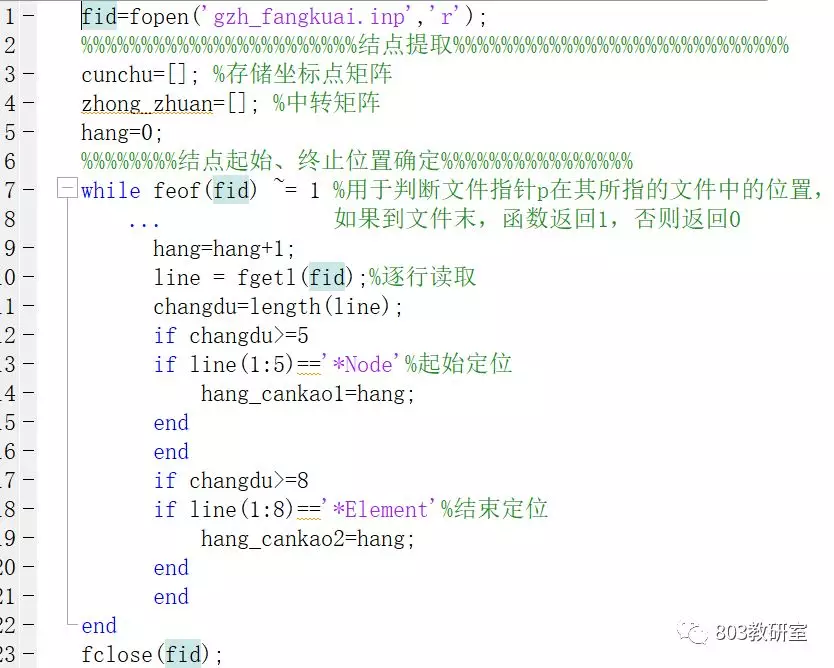 1 fid=fopen('gzh_fangkuai.inp','r');
2 %%%%%%%%%%%%%%%%%%%%%%%结点提取%%%%%%%%%%%%%%%%%%%%%%%%%%%%
3 cunchu=[]; %存储坐标点矩阵
4 zhong_zhuan=[]; %中转矩阵
5 hang=0;
6 %%%%%%%%结点起始、终止位置确定%%%%%%%%%%%%%%%%
7 while feof(fid) ~= 1 %用于判断文件指针p在其所指的文件中的位置,
8 ... 如果到文件末，函数返回1，否则返回0
9 hang=hang+1;
10 line = fgetl(fid);%逐行读取
11 changdu=length(line);
12 if changdu>=5
13 if line(1:5)=='*Node'%起始定位
14 hang_cankao1=hang;
15 end
16 end
17 if changdu>=8
18 if line(1:8)=='*Element'%结束定位
19 hang_cankao2=hang;
20 end
21 end
22 end
23 fclose(fid);
803教研室